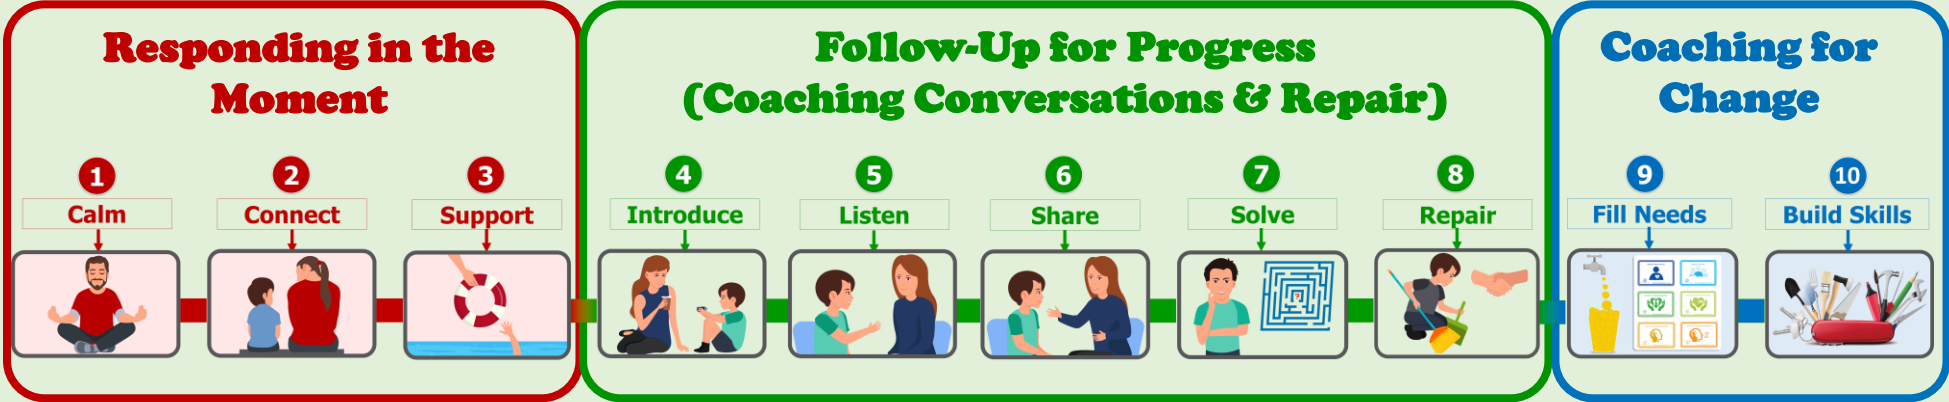 Responding in the
Moment
1
Calm
2
Connect
3
Support
Follow-Up for Progress
(Coaching Conversations & Repair)
4
Introduce
5
Listen
6
Share
7
Solve
8
Repair
Coaching for
Change
9
Fill Needs
10
Build Skills